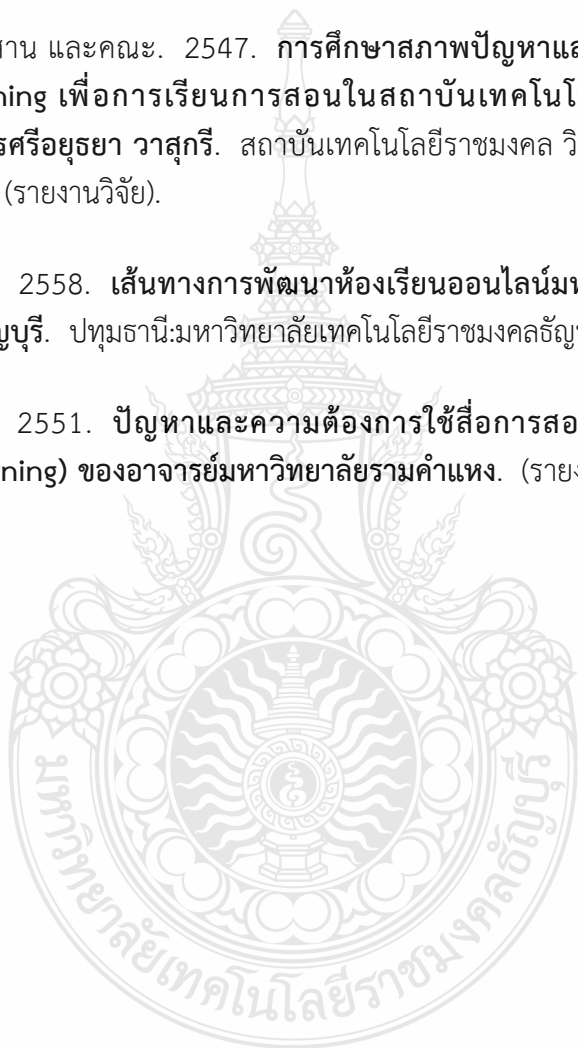 สาน และคณะ. 2547. การศึกษาสภาพปัญหาแล
ning เพื่อการเรียนการสอนในสถาบันเทคโนโ
รศรีอยุธยา วาสุกรี. สถาบันเทคโนโลยีราชมงคล วิ
(รายงานวิจัย).
2558. เส้นทางการพัฒนาห้องเรียนออนไลน์มห
ญบุรี. ปทุมธานี:มหาวิทยาลัยเทคโนโลยีราชมงคลธัญ
2551. ปัญหาและความต้องการใช้สื่อการสอ
ning) ของอาจารย์มหาวิทยาลัยรามคำแหง. (รายง
มหาวิทยาลัยเทคโนโลยีราชมงคลธัญบุรี